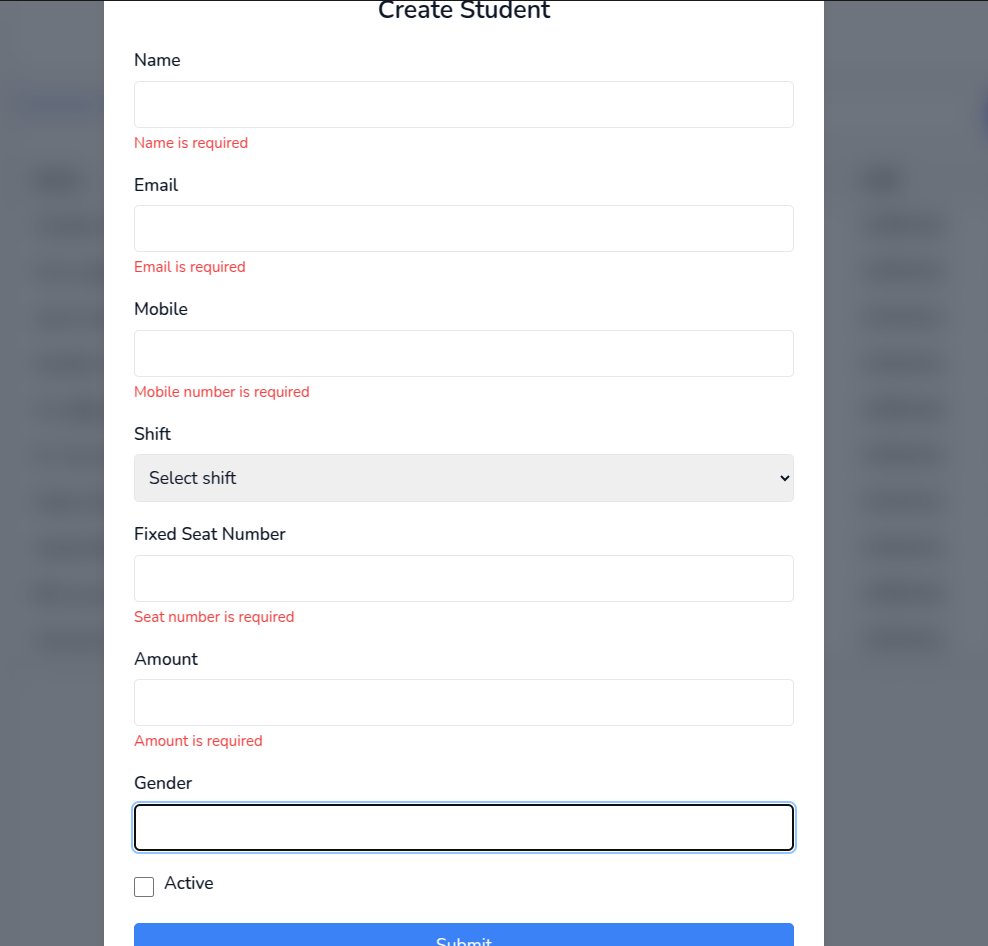 Create Student
Name
Name is required
Email
Email is required
Mobile
Mobile number is required
Shift
Select shift
Fixed Seat Number
Seat number is required
Amount
Amount is required
Gender
Active
Submit